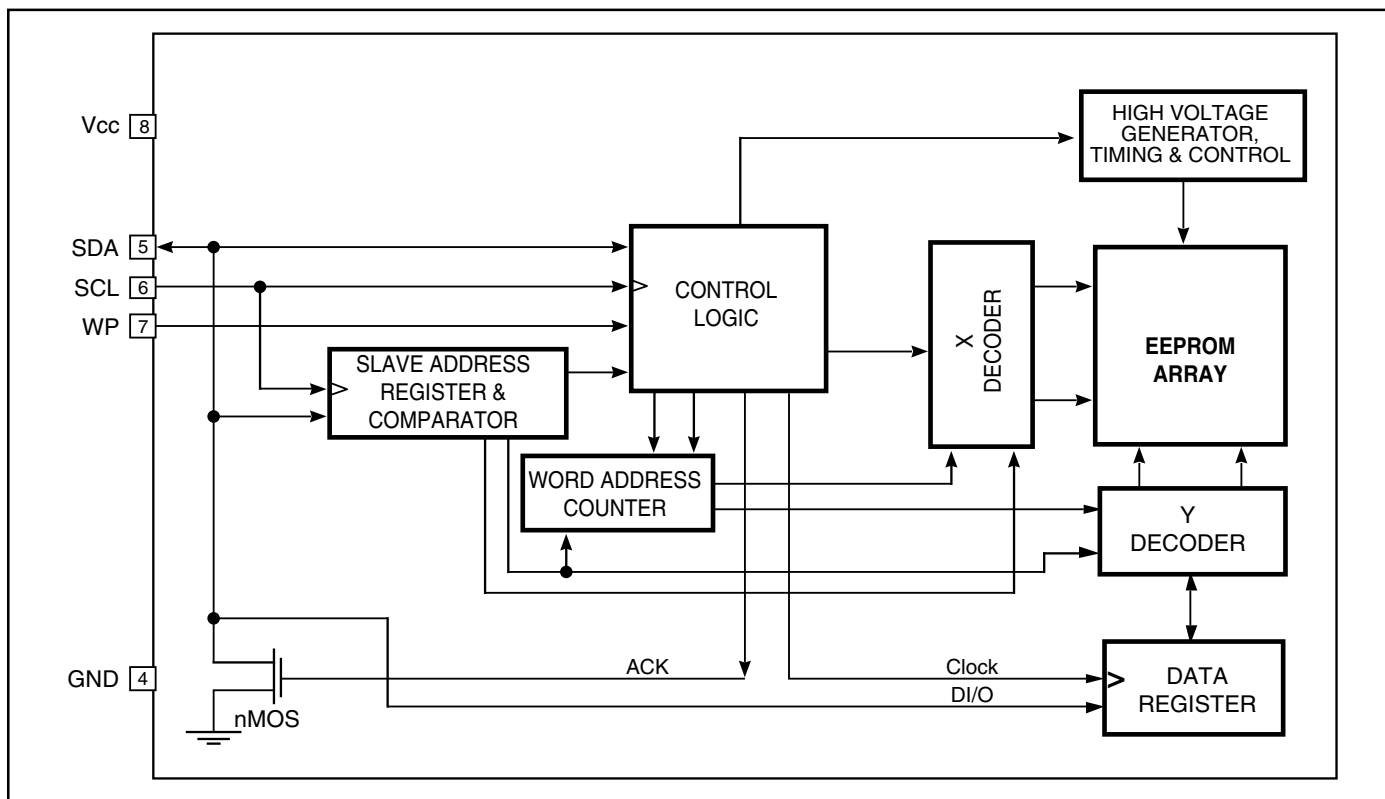 HIGH VOLTAGE
GENERATOR,
TIMING & CONTROL
Vcc 8
SDA 5
SCL 6
WP 7
CONTROL
LOGIC
X
DECODER
EEPROM
ARRAY
SLAVE ADDRESS
REGISTER &
COMPARATOR
WORD ADDRESS
COUNTER
Y
DECODER
GND 4
nMOS
ACK
Clock
DI/O
DATA
REGISTER